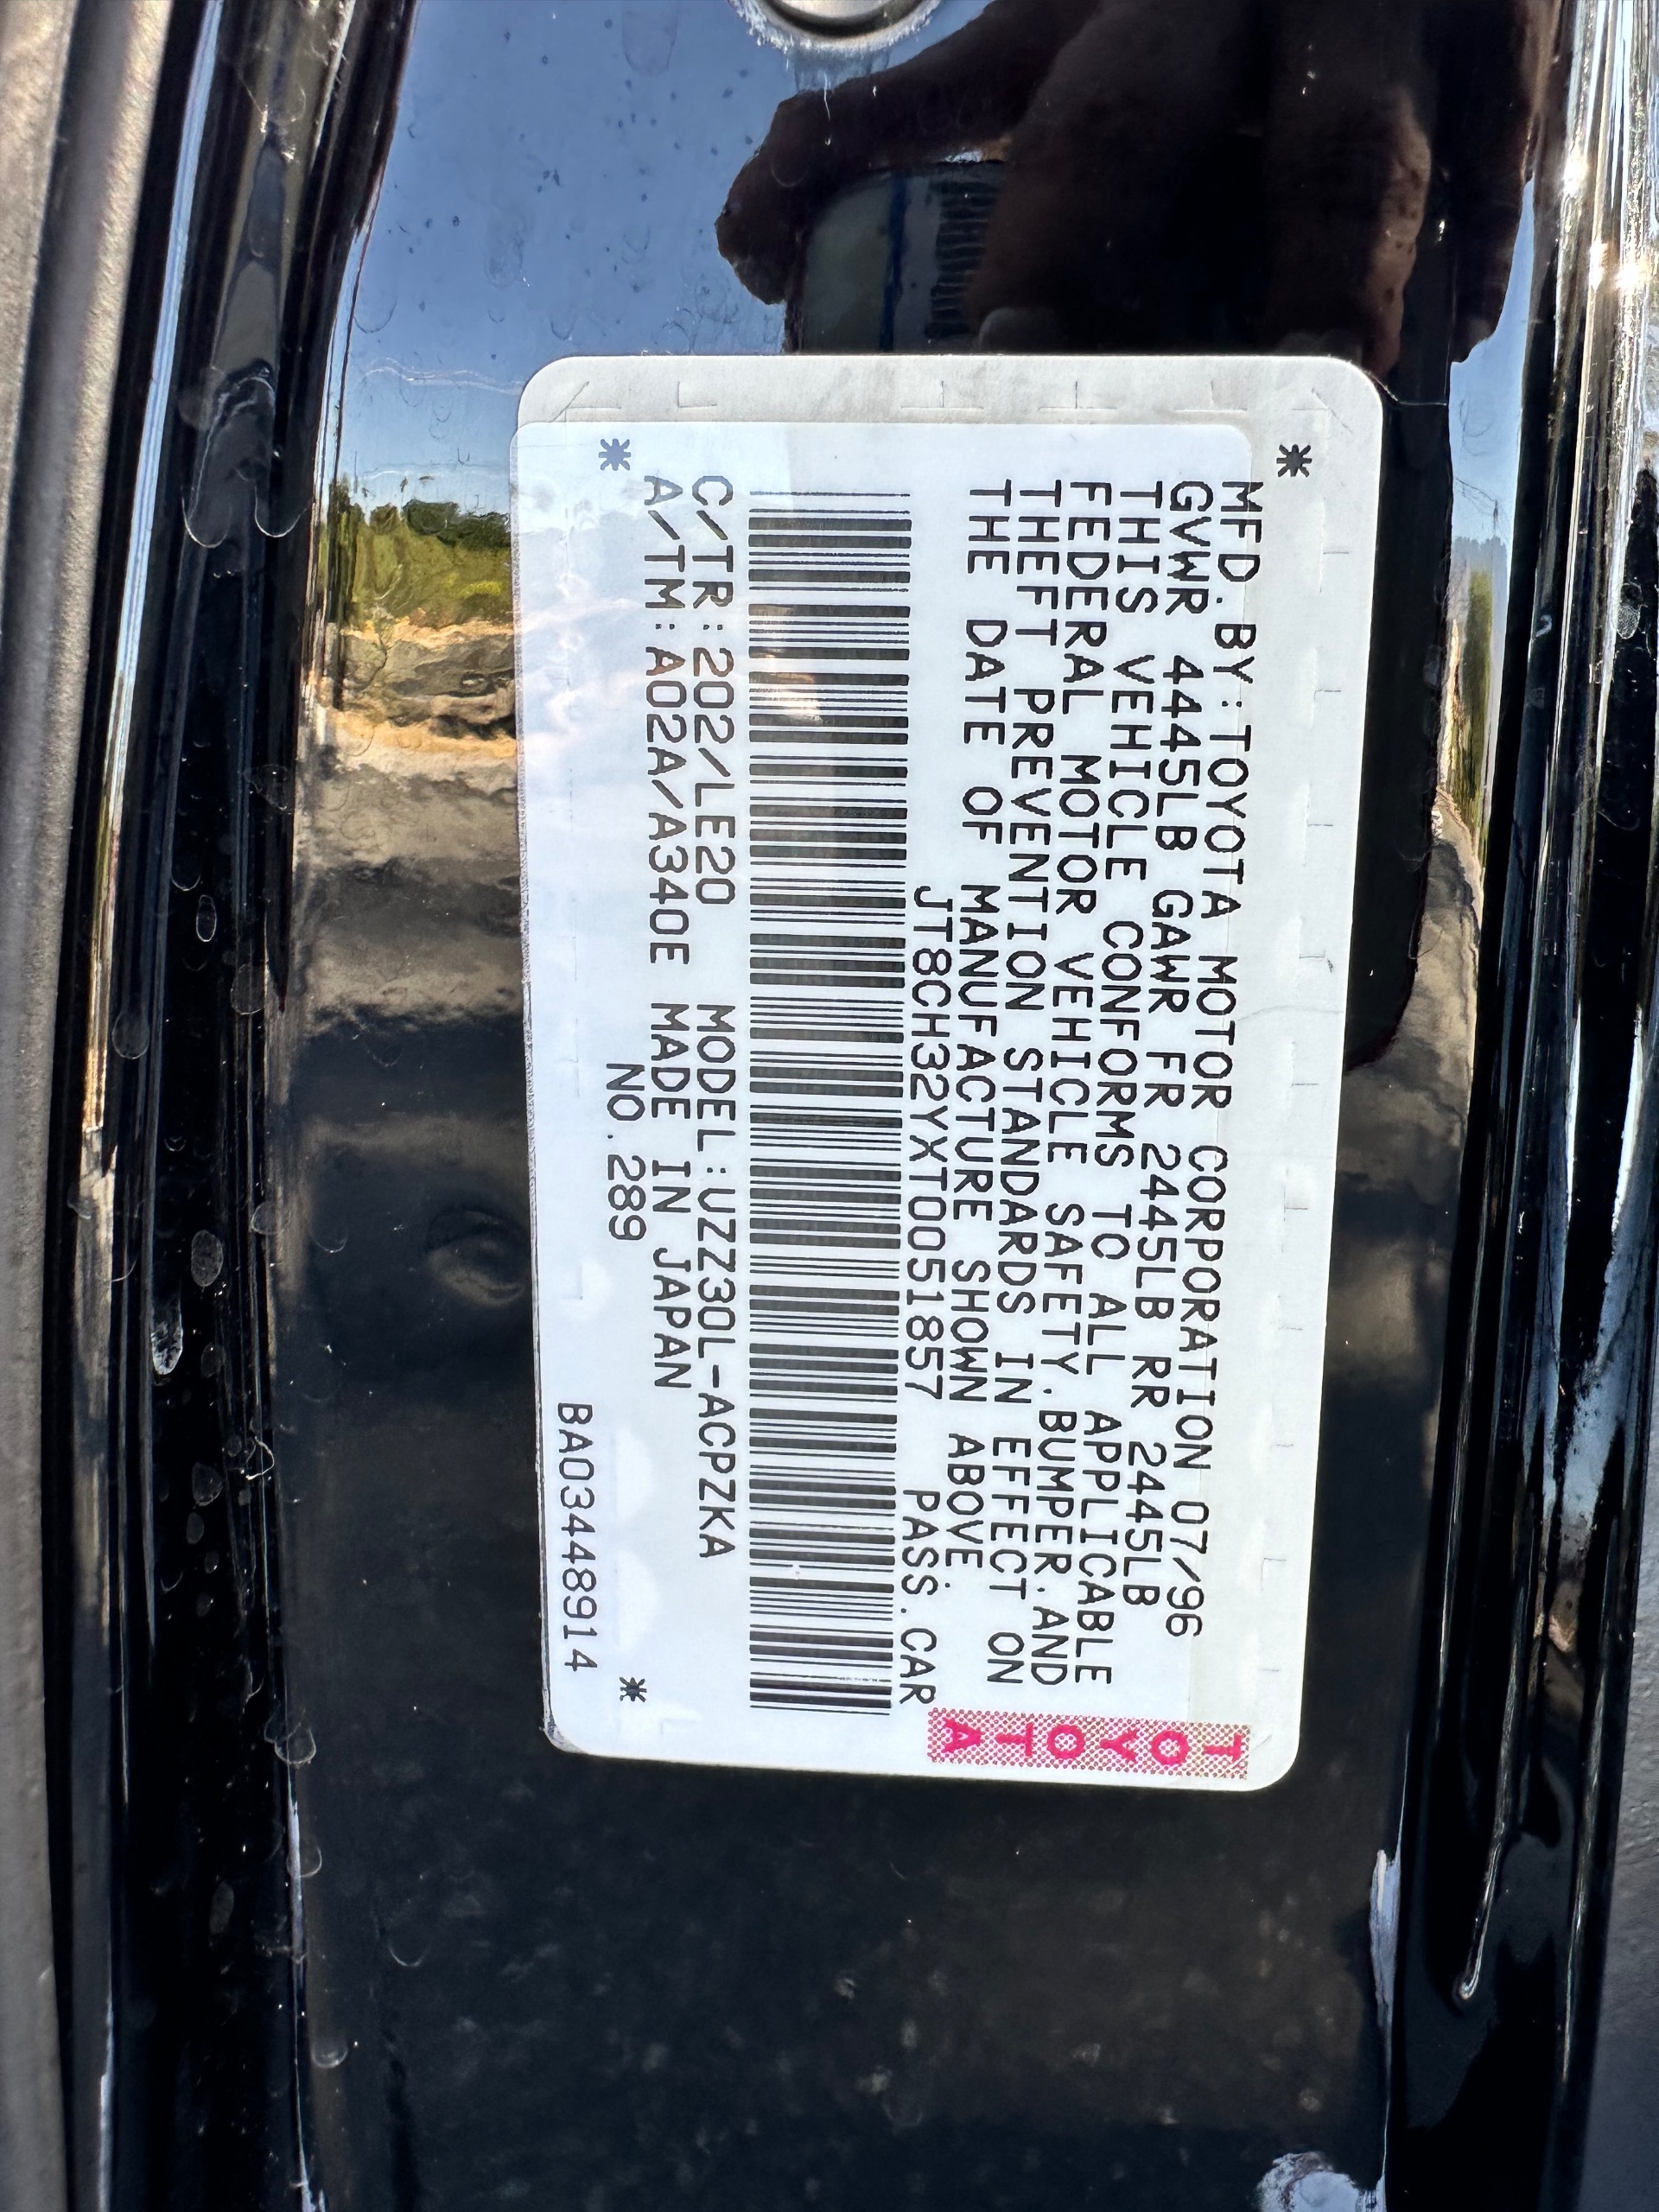 MFD.BY:TOYOTA MOTOR CORPORATION 07/96
GVWR 4445LB GAWR FR 2445LB RR 2445LB
THIS VEHICLE CONFORMS TO ALL APPLICABLE
FEDERAL MOTOR VEHICLE SAFETY.BUMPER.AND
THEFT PREVENTION STANDARDS IN EFFECT ON
THE DATE OF MANUFACTURE SHOWN ABOVE.
JT8CH32YXT0051857 PASS.CAR
TOYOTA
C/TR:202/LE20 MODEL:UZZ30L-ACPZKA
A/TM:A02A/A340E MADE IN JAPAN
NO.289
BA03448914